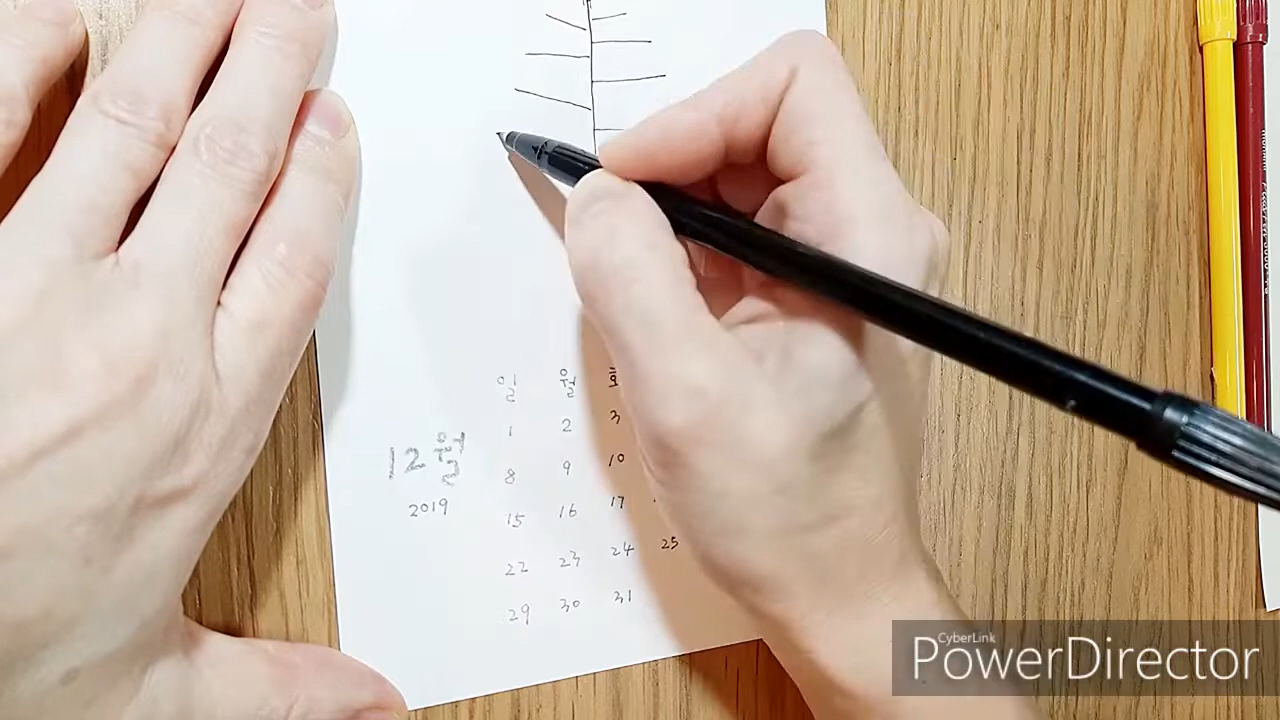 일 월 화
1 2 3
12월 8 9 10
2019 15 16 17
22 23 24 25
29 30 31
CyberLink
PowerDirector